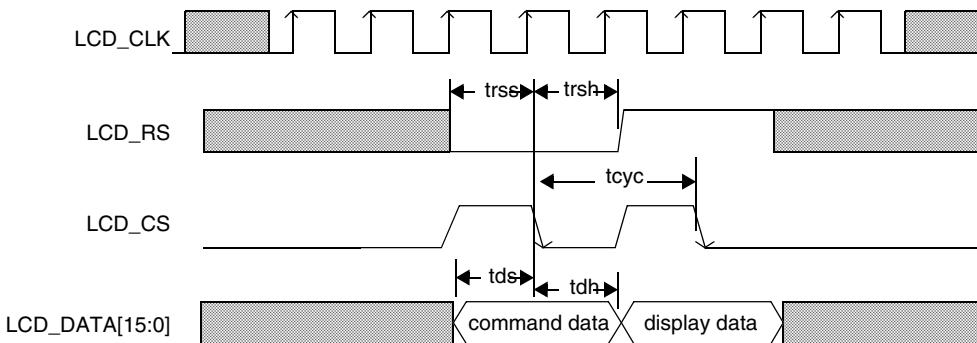 LCD_CLK
trss trsh
LCD_RS
tcyc
LCD_CS
tds tdh
LCD_DATA[15:0] command data display data